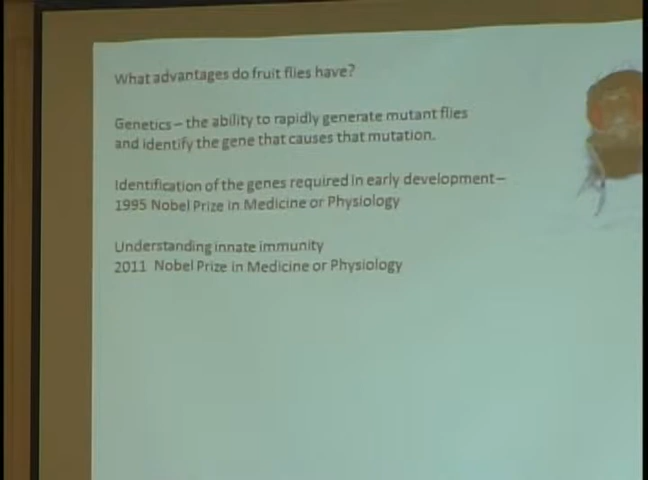 What advantages do fruit flies have?
Genetics – the ability to rapidly generate mutant flies
and identify the gene that causes that mutation.
Identification of the genes required in early development –
1995 Nobel Prize in Medicine or Physiology
Understanding innate immunity
2011 Nobel Prize in Medicine or Physiology